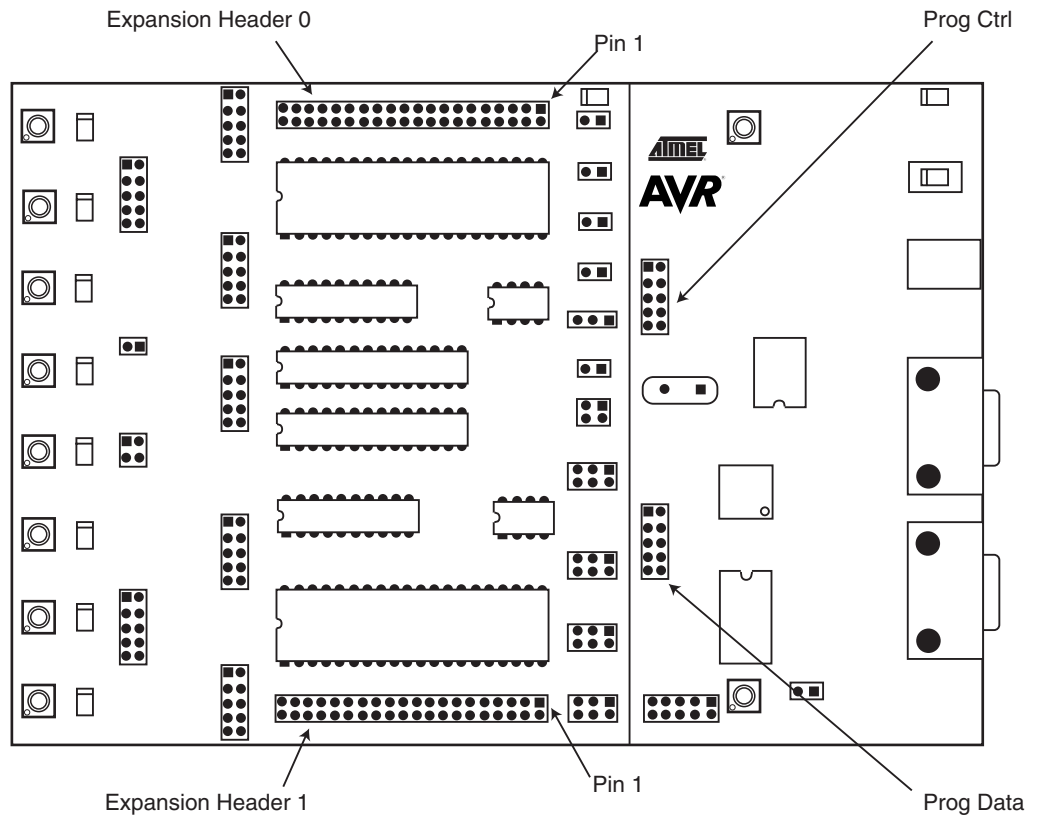 Expansion Header 0
Pin 1
Prog Ctrl
ATMEL
AVR
Pin 1
Expansion Header 1
Prog Data